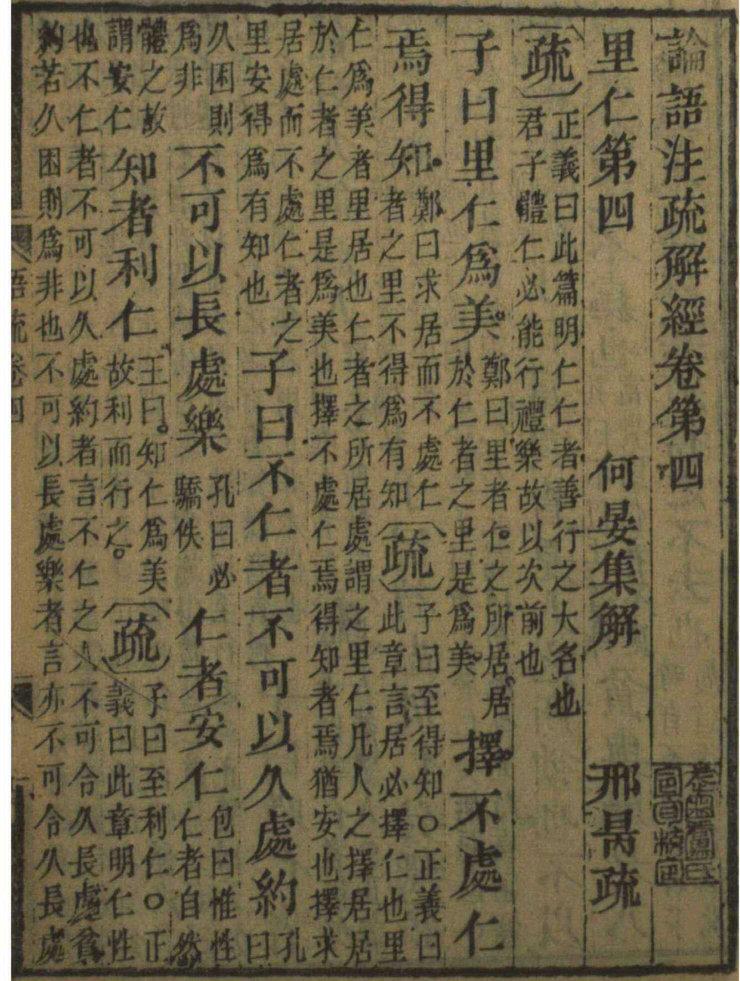 論語注疏解經卷第四
里仁第四 何晏集解 邢昺疏
疏 正義曰此篇明仁仁者善行之大名也
君子體仁必能行禮樂故以次前也
子曰里仁爲美 鄭曰里者仁之所居居
於仁者之里是爲美 擇不處仁
焉得知 鄭曰求居而不處仁
者之里不得爲有知 疏 子曰至得知○正義曰
此章言居必擇仁也里
仁爲美者里居也仁者之所居處謂之里仁凡人之擇居居
於仁者之里是爲美也擇不處仁焉得知者焉猶安也擇求
居處而不處仁者之
里安得爲有知也 子曰不仁者不可以久處約 孔曰
久困則
爲非 不可以長處樂 孔曰必
驕佚 仁者安仁 包曰惟性
仁者自然
體之故
謂安仁 知者利仁 王曰知仁爲美
故利而行之 疏 子曰至利仁○正
義曰此章明仁性
也不仁者不可以久處約者言不仁之人不可令久長處貧
約若久困則爲非也不可以長處樂者言亦不可令久長處
語疏卷四